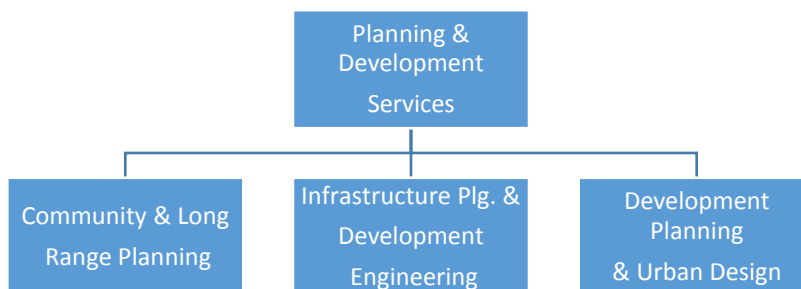 Planning &
Development
Services
Community & Long
Range Planning
Infrastructure Plg. &
Development
Engineering
Development
Planning
& Urban Design